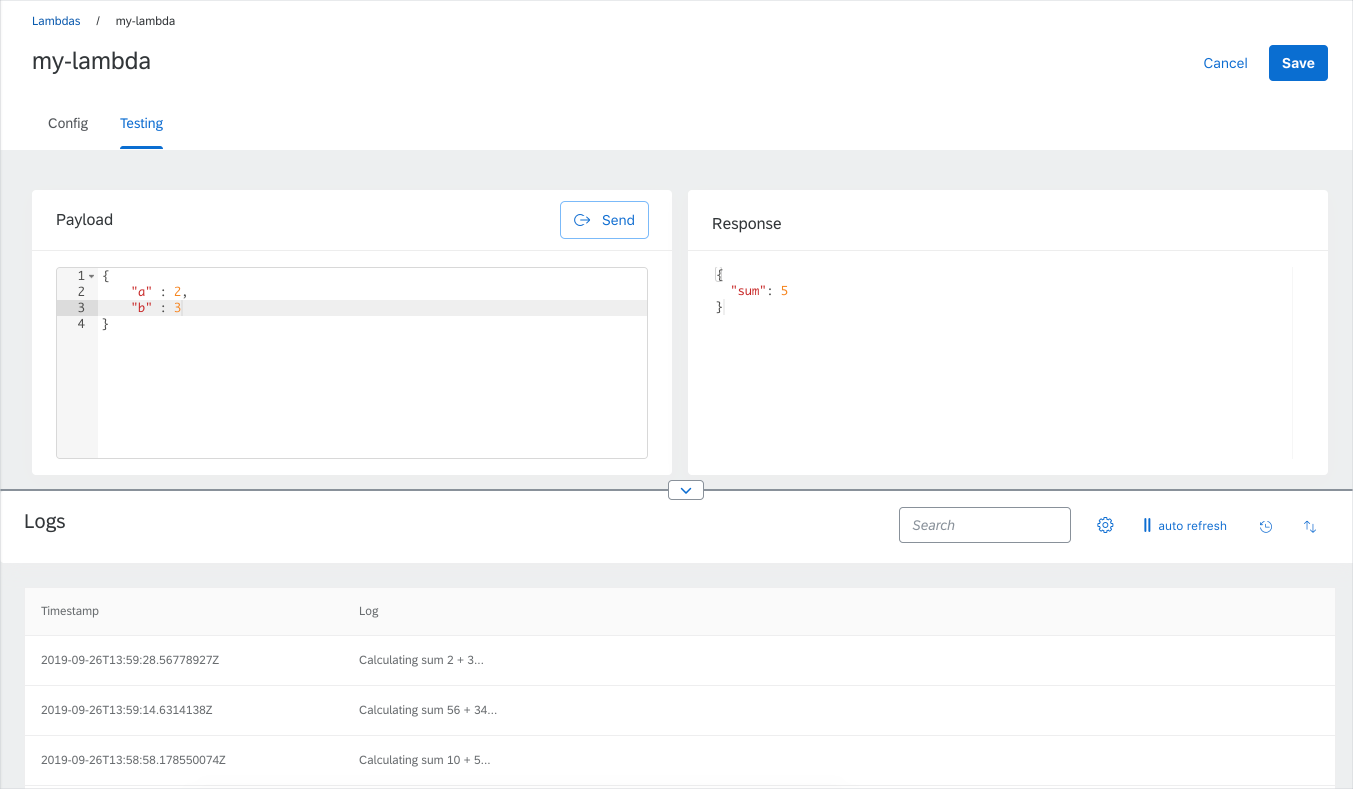 Lambdas / my-lambda
my-lambda
Cancel Save
Config Testing
Payload
Send
1 {
2 "a" : 2,
3 "b" : 3
4 }
Response
{
"sum": 5
}
Logs
Search
auto refresh
Timestamp Log
2019-09-26T13:59:28.56778927Z Calculating sum 2 + 3...
2019-09-26T13:59:14.6314138Z Calculating sum 56 + 34...
2019-09-26T13:58:58.178550074Z Calculating sum 10 + 5...